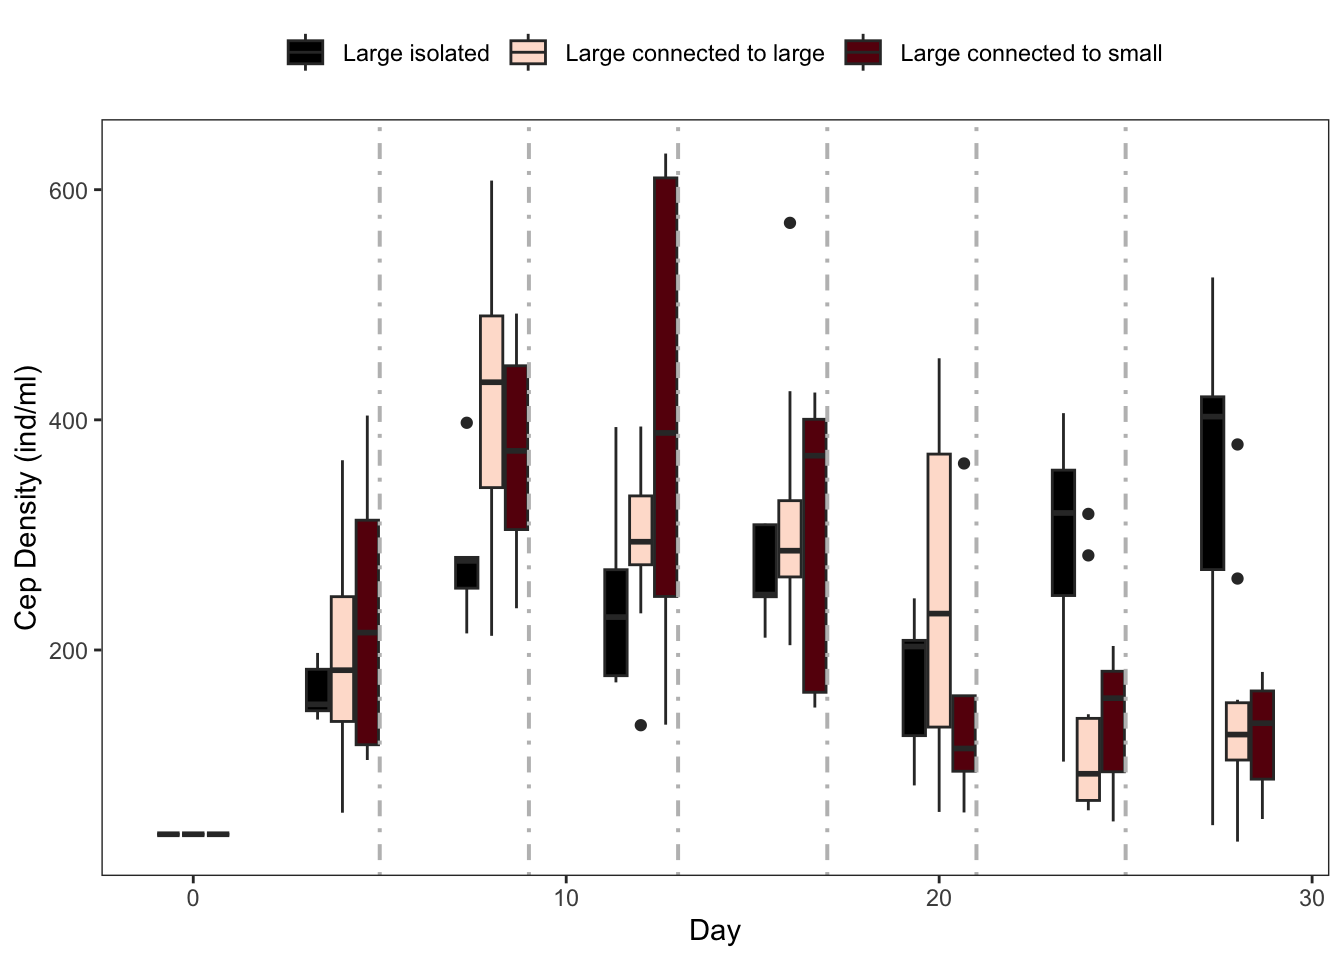 Large isolated Large connected to large Large connected to small
Cep Density (ind/ml)
600
400
200
0 10 20 30
Day